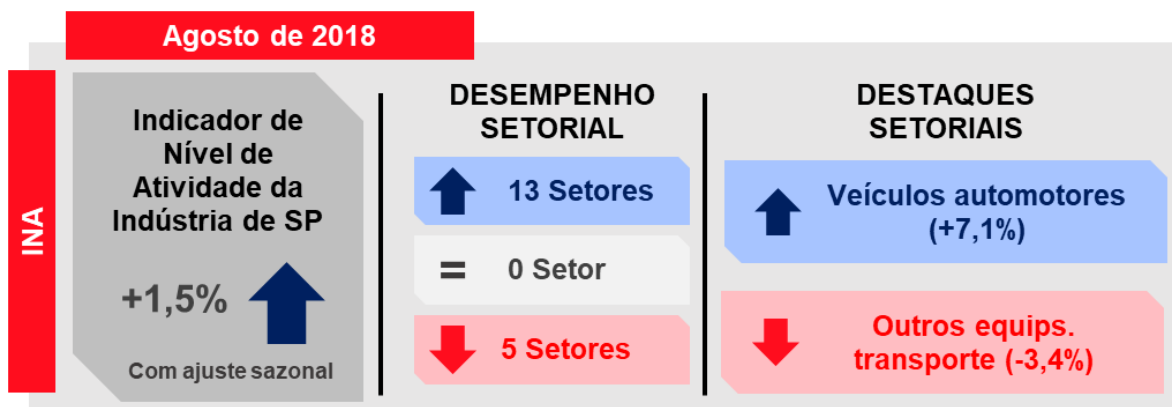 Agosto de 2018
INA
Indicador de
Nível de
Atividade da
Indústria de SP
+1,5%
Com ajuste sazonal
DESEMPENHO
SETORIAL
13 Setores
= 0 Setor
5 Setores
DESTAQUES
SETORIAIS
Veículos automotores
(+7,1%)
Outros equips.
transporte (-3,4%)